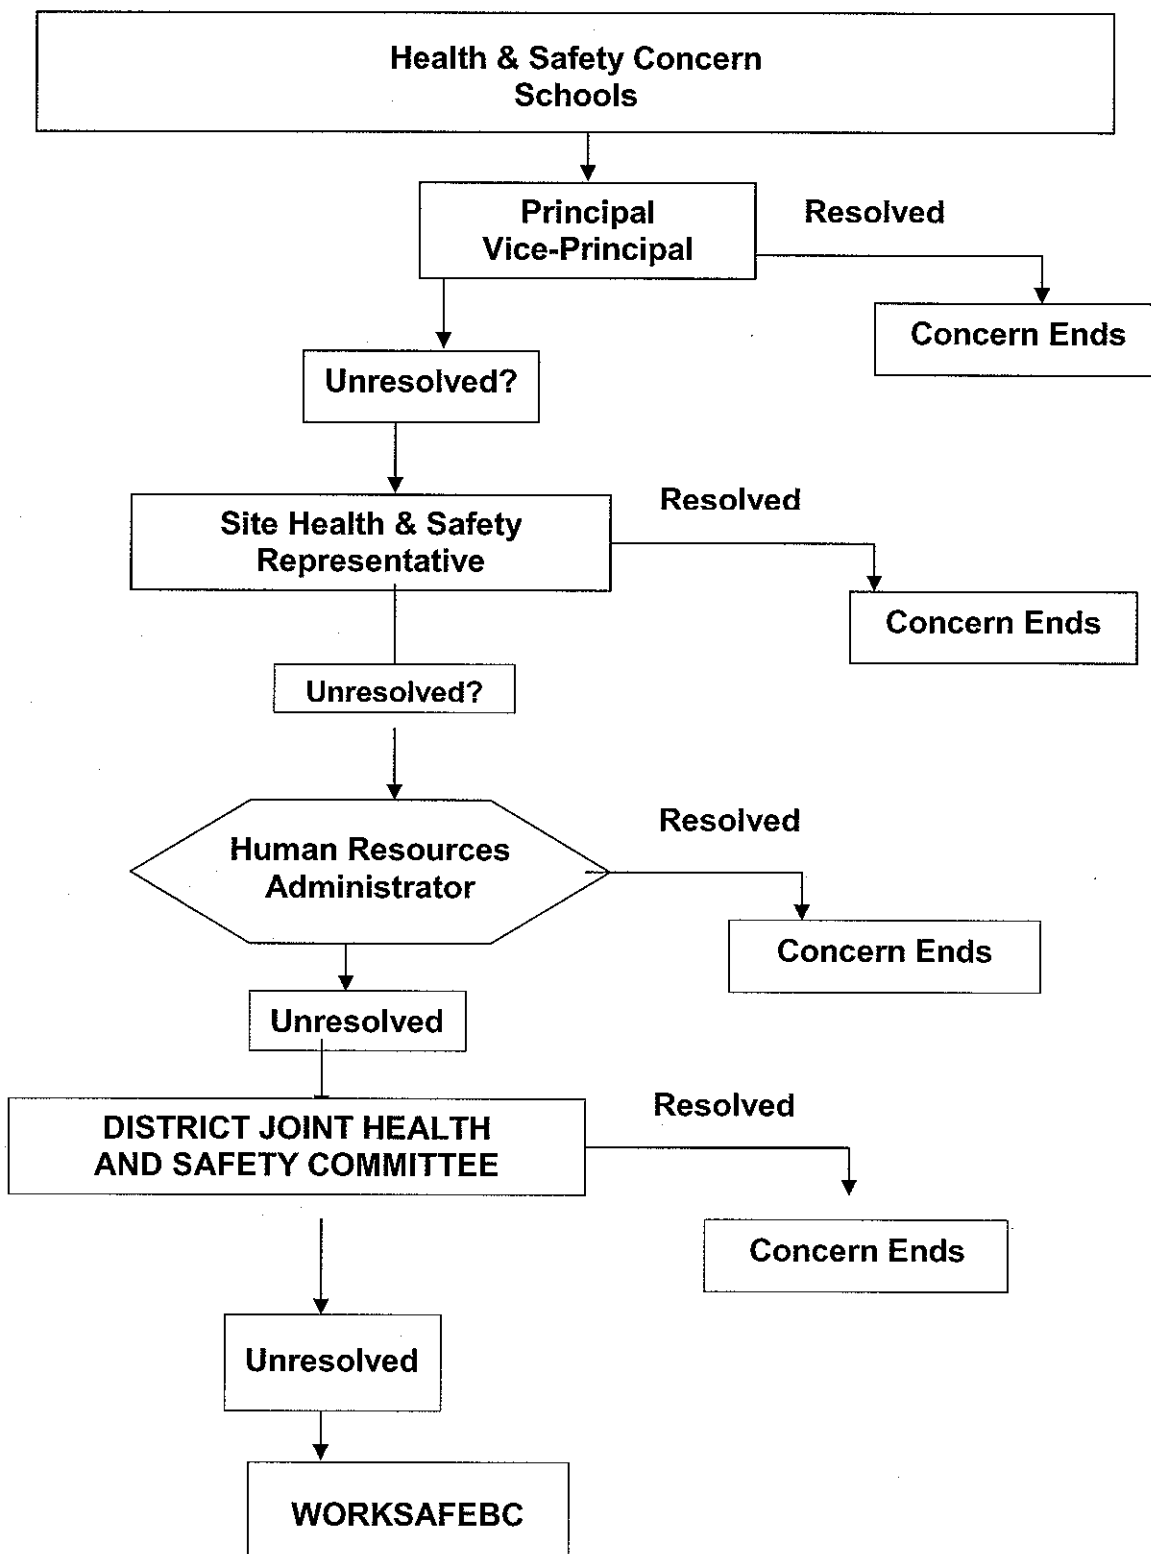 Health & Safety Concern
Schools
Principal
Vice-Principal
Resolved
Concern Ends
Unresolved?
Site Health & Safety
Representative
Resolved
Concern Ends
Unresolved?
Human Resources
Administrator
Resolved
Concern Ends
Unresolved
DISTRICT JOINT HEALTH
AND SAFETY COMMITTEE
Resolved
Concern Ends
Unresolved
WORKSAFEBC